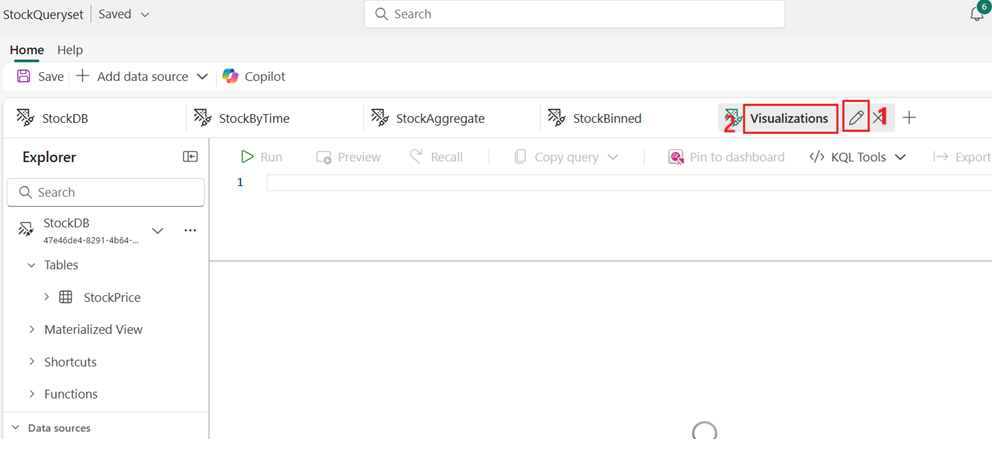 StockQueryset Saved Search 6
Home Help
Save Add data source Copilot
StockDB StockByTime StockAggregate StockBinned 2 Visualizations 1
Explorer Run Preview Recall Copy query Pin to dashboard KQL Tools Export
Search 1
StockDB
47e46de4-8291-4b64-...
Tables
StockPrice
Materialized View
Shortcuts
Functions
Data sources